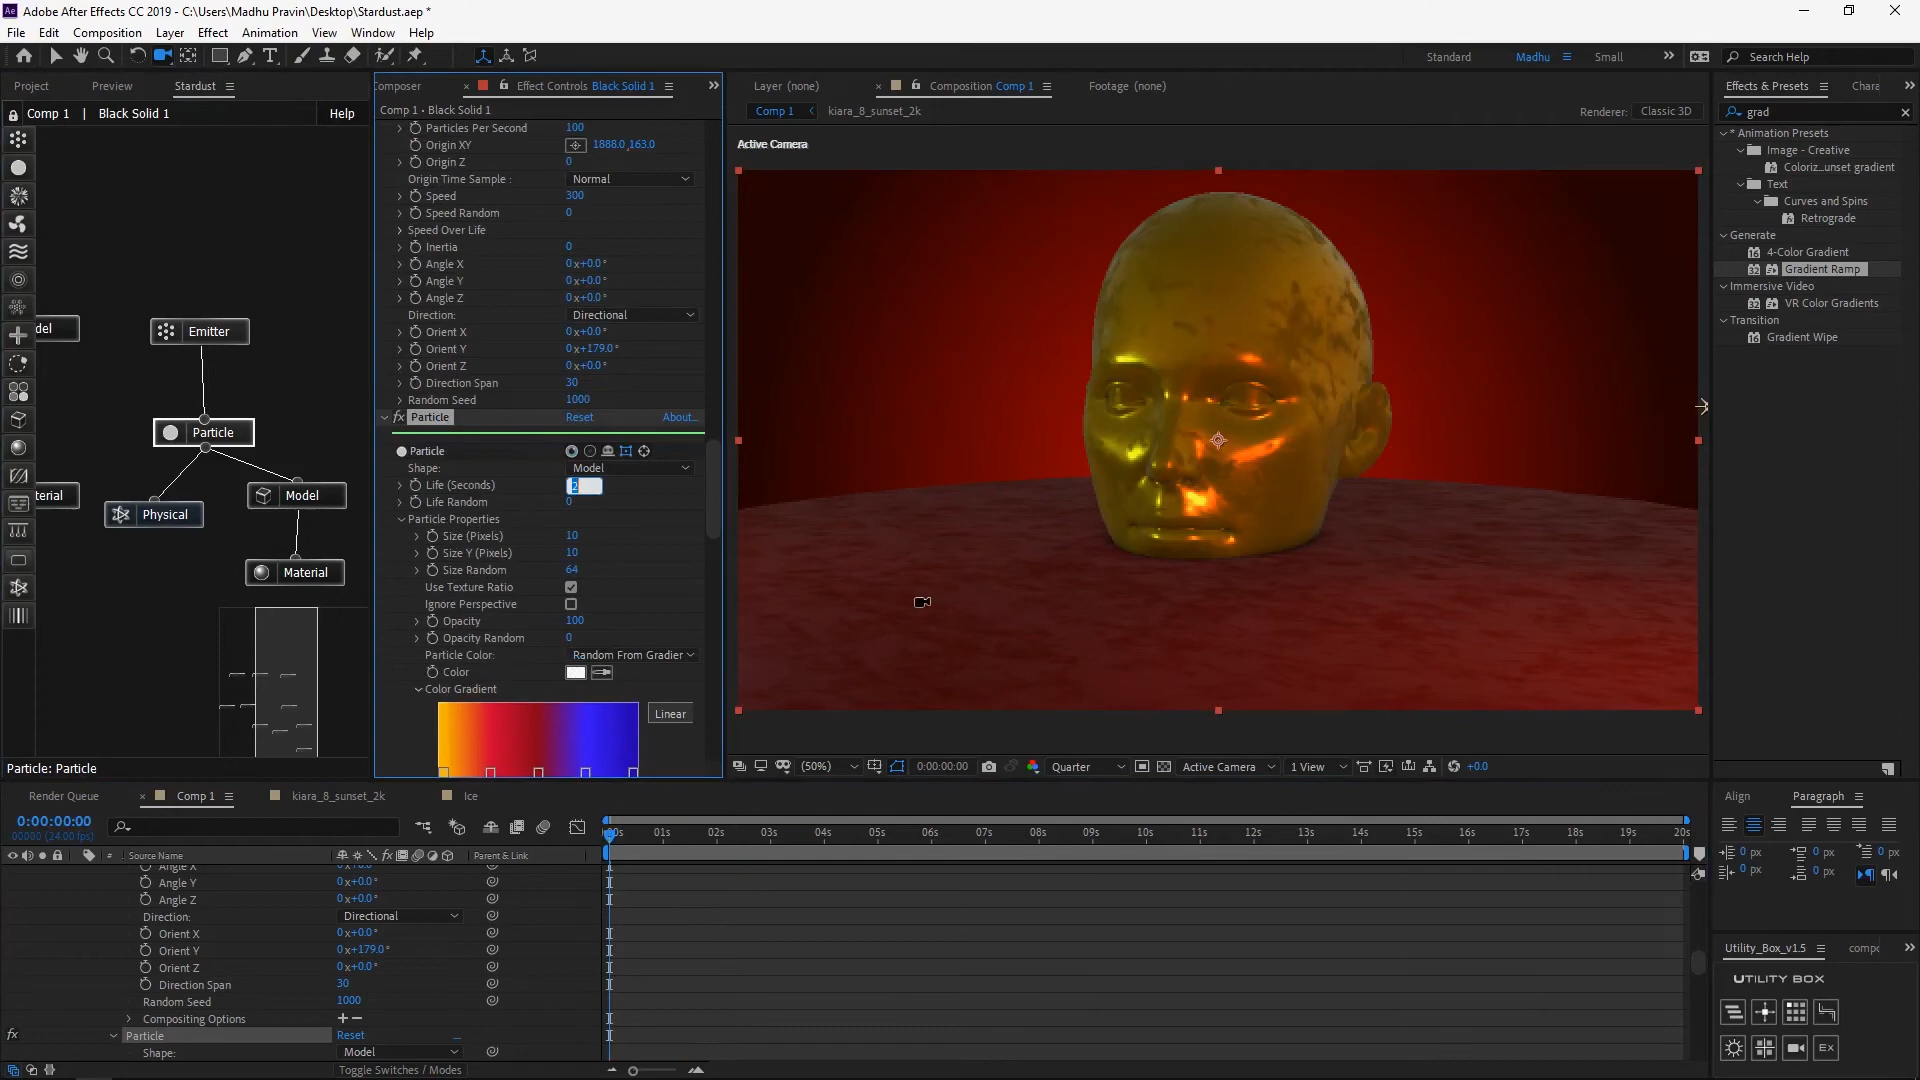 Adobe After Effects CC 2019 - C:\Users\Madhu Pravin\Desktop\Stardust.aep *
File Edit Composition Layer Effect Animation View Window Help
Standard Madhu Small Search Help
Project Preview Stardust
Comp 1 | Black Solid 1 Help
Emitter
Particle
Physical
Model
Material
del
terial
Particle: Particle
omposer Effect Controls Black Solid 1
Comp 1 • Black Solid 1
Particles Per Second 100
Origin XY 1888.0,163.0
Origin Z 0
Origin Time Sample : Normal
Speed 300
Speed Random 0
Speed Over Life
Inertia 0
Angle X 0x+0.0°
Angle Y 0x+0.0°
Angle Z 0x+0.0°
Direction: Directional
Orient X 0x+0.0°
Orient Y 0x+179.0°
Orient Z 0x+0.0°
Direction Span 30
Random Seed 1000
fx Particle Reset About...
Particle
Shape: Model
Life (Seconds) 2
Life Random 0
Particle Properties
Size (Pixels) 10
Size Y (Pixels) 10
Size Random 64
Use Texture Ratio
Ignore Perspective
Opacity 100
Opacity Random 0
Particle Color: Random From Gradier
Color
Color Gradient
Linear
Layer (none) Composition Comp 1 Footage (none)
Comp 1 kiara_8_sunset_2k Renderer: Classic 3D
Active Camera
(50%) 0:00:00:00 Quarter Active Camera 1 View +0.0
Effects & Presets Chara
grad
* Animation Presets
Image - Creative
Coloriz...unset gradient
Text
Curves and Spins
Retrograde
Generate
4-Color Gradient
Gradient Ramp
Immersive Video
VR Color Gradients
Transition
Gradient Wipe
Render Queue Comp 1 kiara_8_sunset_2k Ice
0:00:00:00
00000 (24.00 fps)
# Source Name fx Parent & Link
00s 01s 02s 03s 04s 05s 06s 07s 08s 09s 10s 11s 12s 13s 14s 15s 16s 17s 18s 19s 20s
Angle X 0x+0.0°
Angle Y 0x+0.0°
Angle Z 0x+0.0°
Direction: Directional
Orient X 0x+0.0°
Orient Y 0x+179.0°
Orient Z 0x+0.0°
Direction Span 30
Random Seed 1000
Compositing Options +–
fx Particle Reset
Shape: Model
Toggle Switches / Modes
Align Paragraph
0 px 0 px 0 px
0 px 0 px
Utility_Box_v1.5 compo
UTILITY BOX
EX